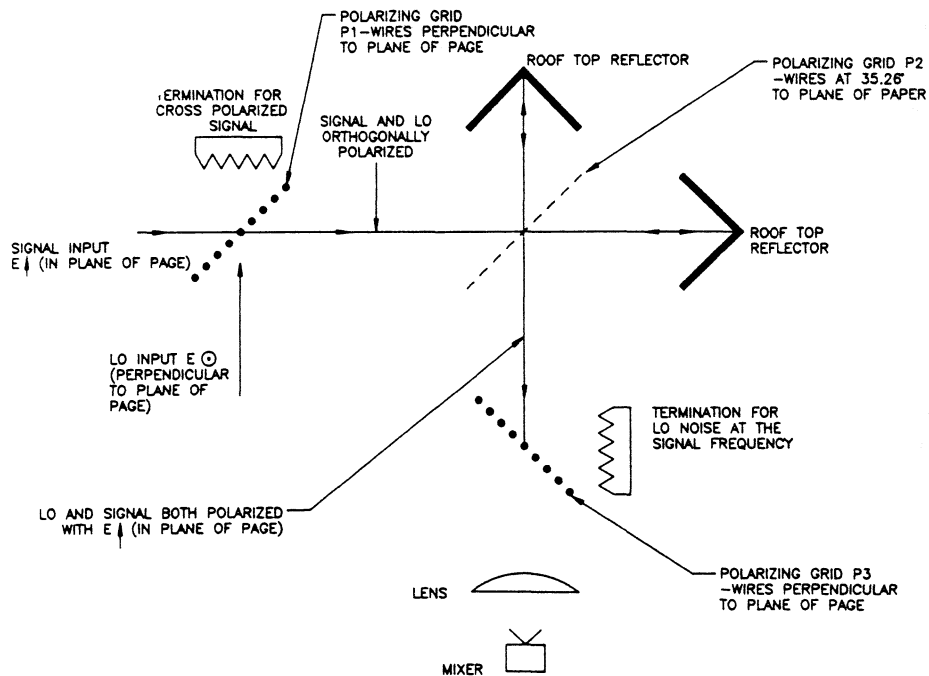 POLARIZING GRID
P1-WIRES PERPENDICULAR
TO PLANE OF PAGE
ROOF TOP REFLECTOR
POLARIZING GRID P2
-WIRES AT 35.26°
TO PLANE OF PAPER
.ERMINATION FOR
CROSS POLARIZED
SIGNAL
SIGNAL AND LO
ORTHOGONALLY
POLARIZED
SIGNAL INPUT
E (IN PLANE OF PAGE)
ROOF TOP
REFLECTOR
LO INPUT E ⊙
(PERPENDICULAR
TO PLANE OF
PAGE)
TERMINATION FOR
LO NOISE AT THE
SIGNAL FREQUENCY
LO AND SIGNAL BOTH POLARIZED
WITH E (IN PLANE OF PAGE)
POLARIZING GRID P3
-WIRES PERPENDICULAR
TO PLANE OF PAGE
LENS
MIXER